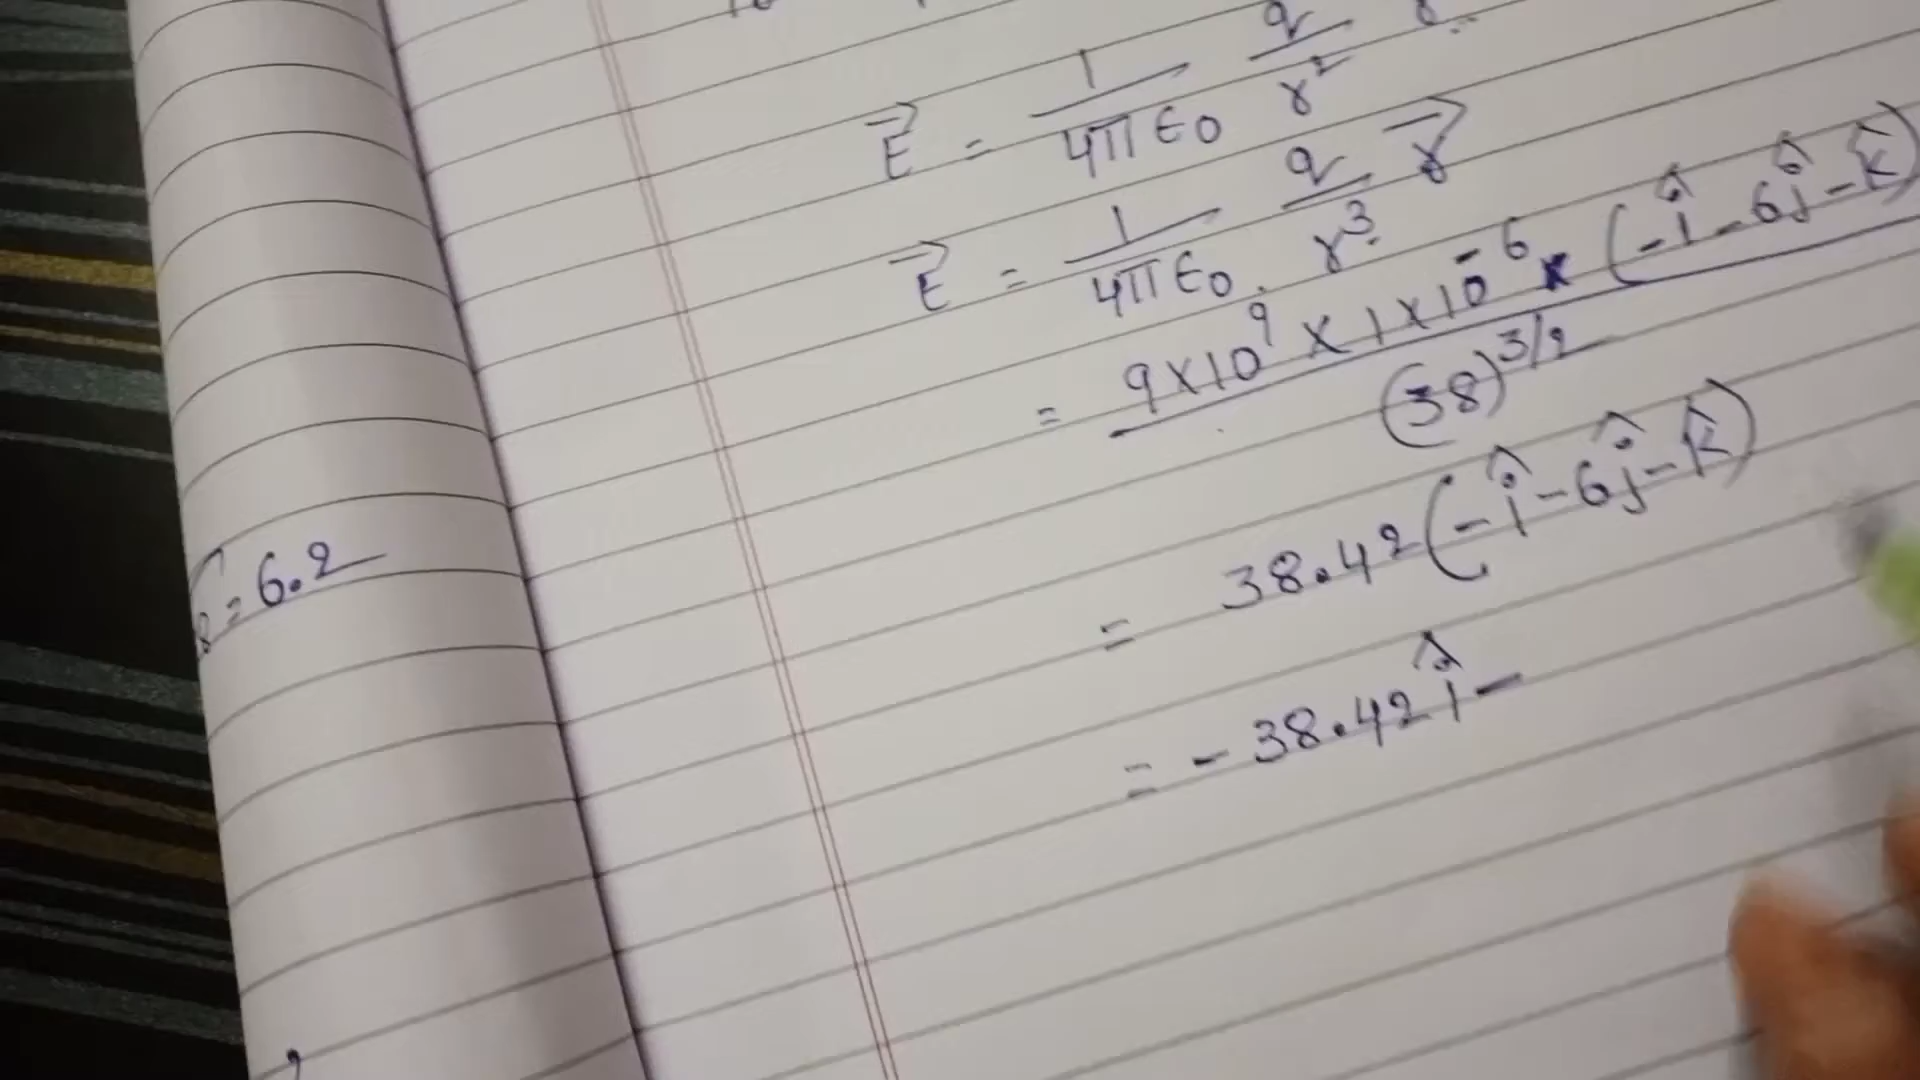 E⃗ = 1/4πϵ0 q/r²
E⃗ = 1/4πϵ0 . q/r³ r⃗
= 9×10⁹ × 1×10⁻⁶ × (-î-6ĵ-k̂) / (38)^3/2
= 38.42(-î-6ĵ-k̂)
= -38.42î-
8 = 6.2